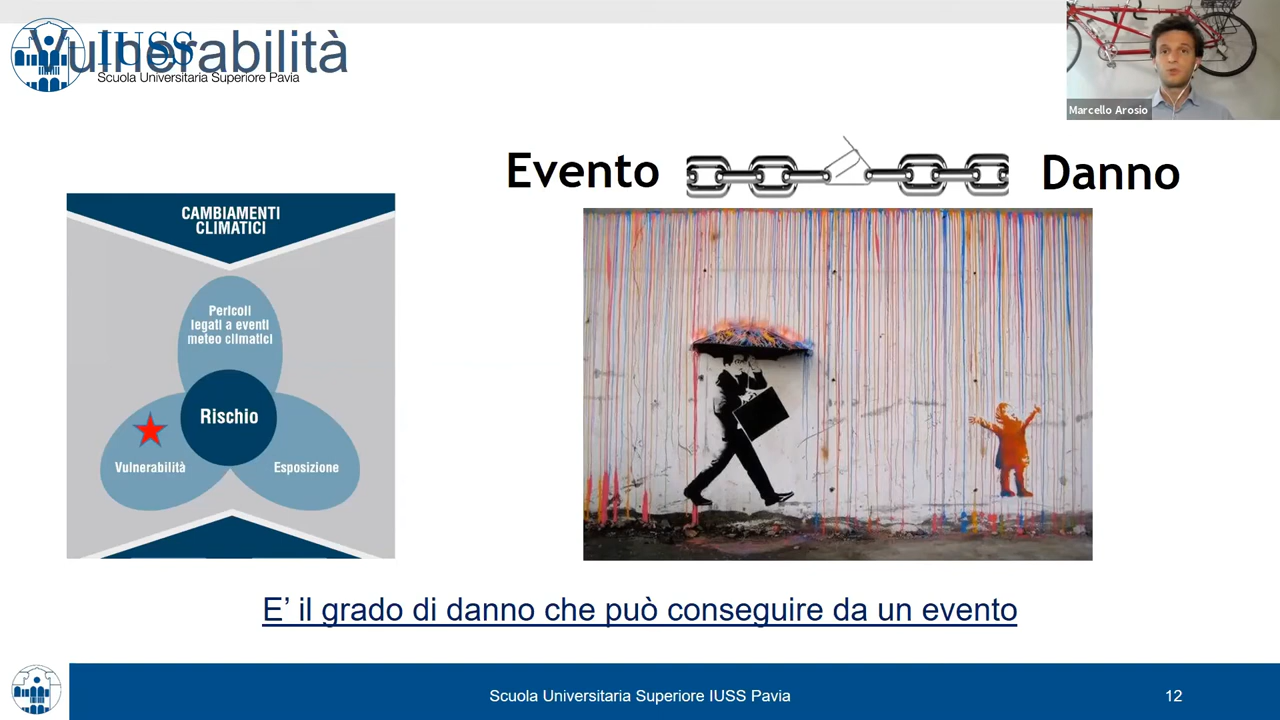 Vulnerabilità
IUSS
Scuola Universitaria Superiore Pavia
Marcello Arosio
Evento
Danno
CAMBIAMENTI
CLIMATICI
Pericoli
legati a eventi
meteo climatici
Rischio
Vulnerabilità
Esposizione
E’ il grado di danno che può conseguire da un evento
Scuola Universitaria Superiore IUSS Pavia
12